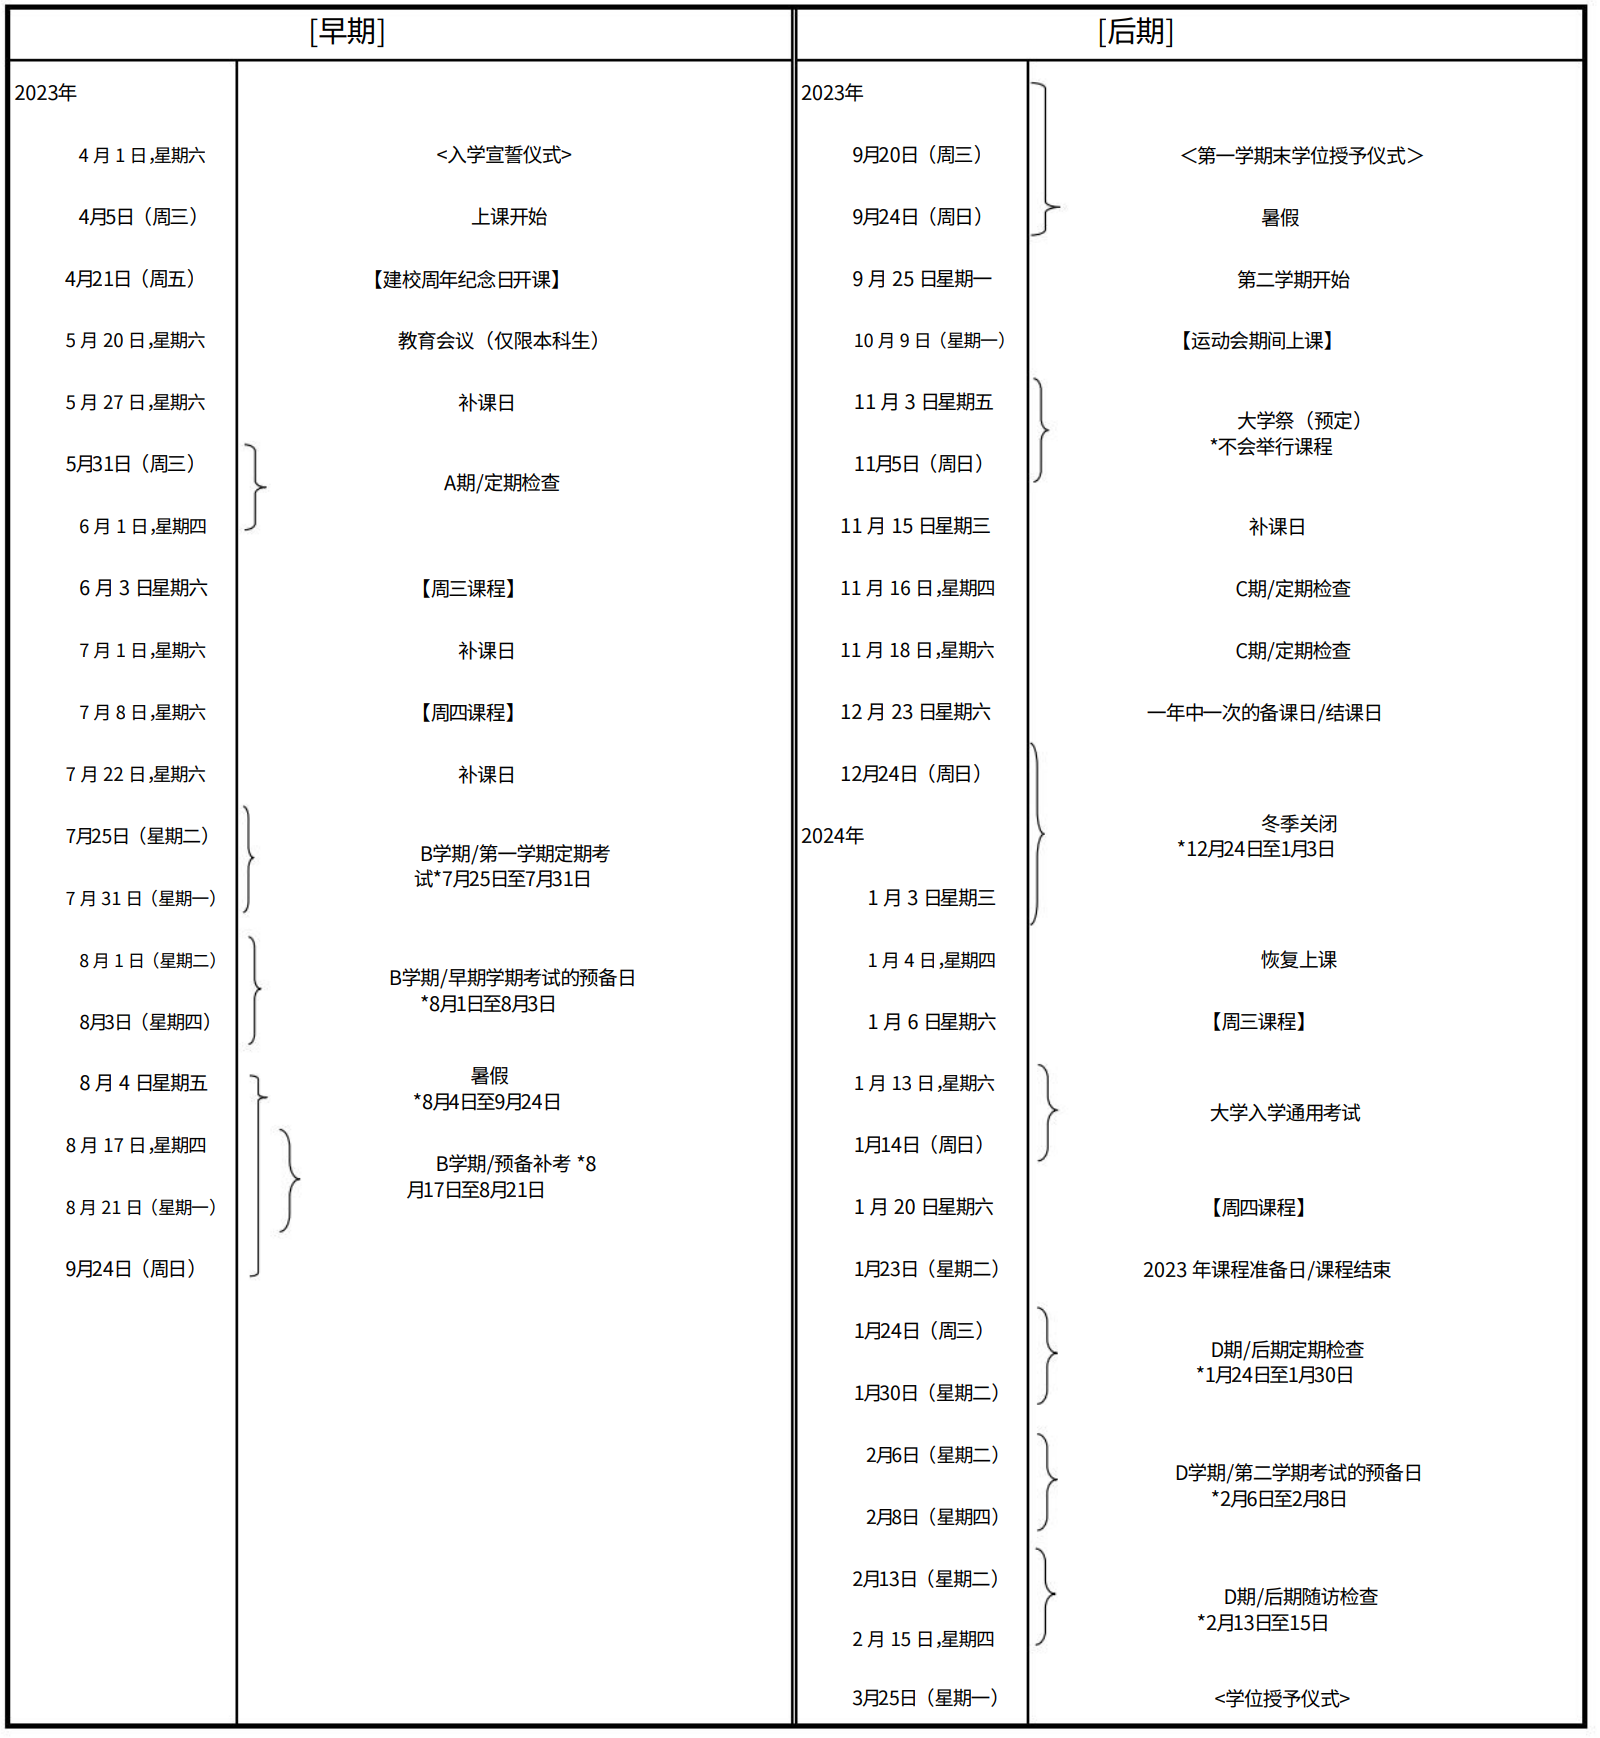 [早期]
2023年
4 月 1 日,星期六 <入学宣誓仪式>
4月5日（周三） 上课开始
4月21日（周五） 【建校周年纪念日开课】
5 月 20 日,星期六 教育会议（仅限本科生）
5 月 27 日,星期六 补课日
5月31日（周三）
A期/定期检查
6 月 1 日,星期四
6 月 3 日星期六 【周三课程】
7 月 1 日,星期六 补课日
7 月 8 日,星期六 【周四课程】
7 月 22 日,星期六 补课日
7月25日（星期二）
B学期/第一学期定期考
试*7月25日至7月31日
7 月 31 日（星期一）
8 月 1 日（星期二）
B学期/早期学期考试的预备日
*8月1日至8月3日
8月3日（星期四）
8 月 4 日星期五
暑假
*8月4日至9月24日
8 月 17 日,星期四
B学期/预备补考 *8
月17日至8月21日
8 月 21 日（星期一）
9月24日（周日）
[后期]
2023年
9月20日（周三） ＜第一学期末学位授予仪式＞
9月24日（周日） 暑假
9 月 25 日星期一 第二学期开始
10 月 9 日（星期一） 【运动会期间上课】
11 月 3 日星期五
大学祭（预定）
*不会举行课程
11月5日（周日）
11 月 15 日星期三 补课日
11 月 16 日,星期四 C期/定期检查
11 月 18 日,星期六 C期/定期检查
12 月 23 日星期六 一年中一次的备课日/结课日
12月24日（周日）
冬季关闭
*12月24日至1月3日
2024年
1 月 3 日星期三
1 月 4 日,星期四 恢复上课
1 月 6 日星期六 【周三课程】
1 月 13 日,星期六
大学入学通用考试
1月14日（周日）
1 月 20 日星期六 【周四课程】
1月23日（星期二） 2023 年课程准备日/课程结束
1月24日（周三）
D期/后期定期检查
*1月24日至1月30日
1月30日（星期二）
2月6日（星期二）
D学期/第二学期考试的预备日
*2月6日至2月8日
2月8日（星期四）
2月13日（星期二）
D期/后期随访检查
*2月13日至15日
2 月 15 日,星期四
3月25日（星期一） <学位授予仪式>